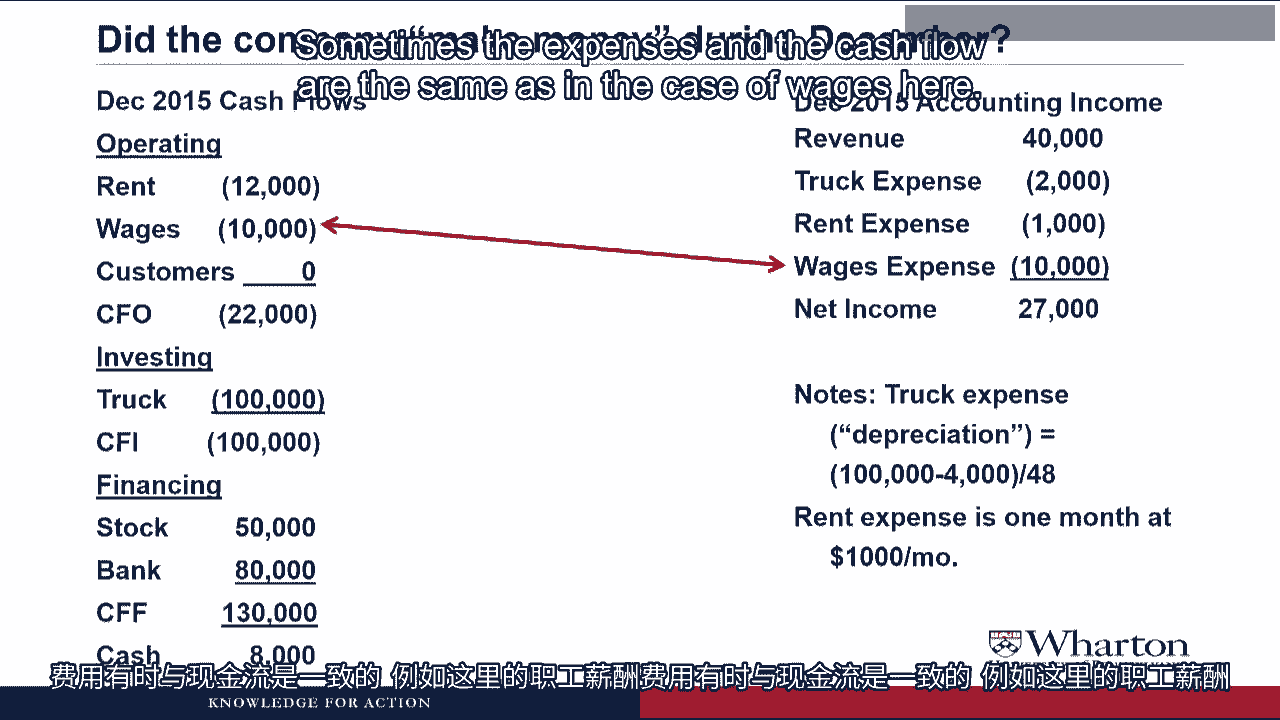 Did the company "make money" during December?
Sometimes the expenses and the cash flow
are the same as in the case of wages here.
Dec 2015 Cash Flows
Operating
Rent (12,000)
Wages (10,000)
Customers 0
CFO (22,000)
Investing
Truck (100,000)
CFI (100,000)
Financing
Stock 50,000
Bank 80,000
CFF 130,000
Cash 8,000
Dec 2015 Accounting Income
Revenue 40,000
Truck Expense (2,000)
Rent Expense (1,000)
Wages Expense (10,000)
Net Income 27,000
Notes: Truck expense
("depreciation") =
(100,000-4,000)/48
Rent expense is one month at
$1000/mo.
Wharton
费用有时与现金流是一致的 例如这里的职工薪酬费用有时与现金流是一致的 例如这里的职工薪酬
KNOWLEDGE FOR ACTION